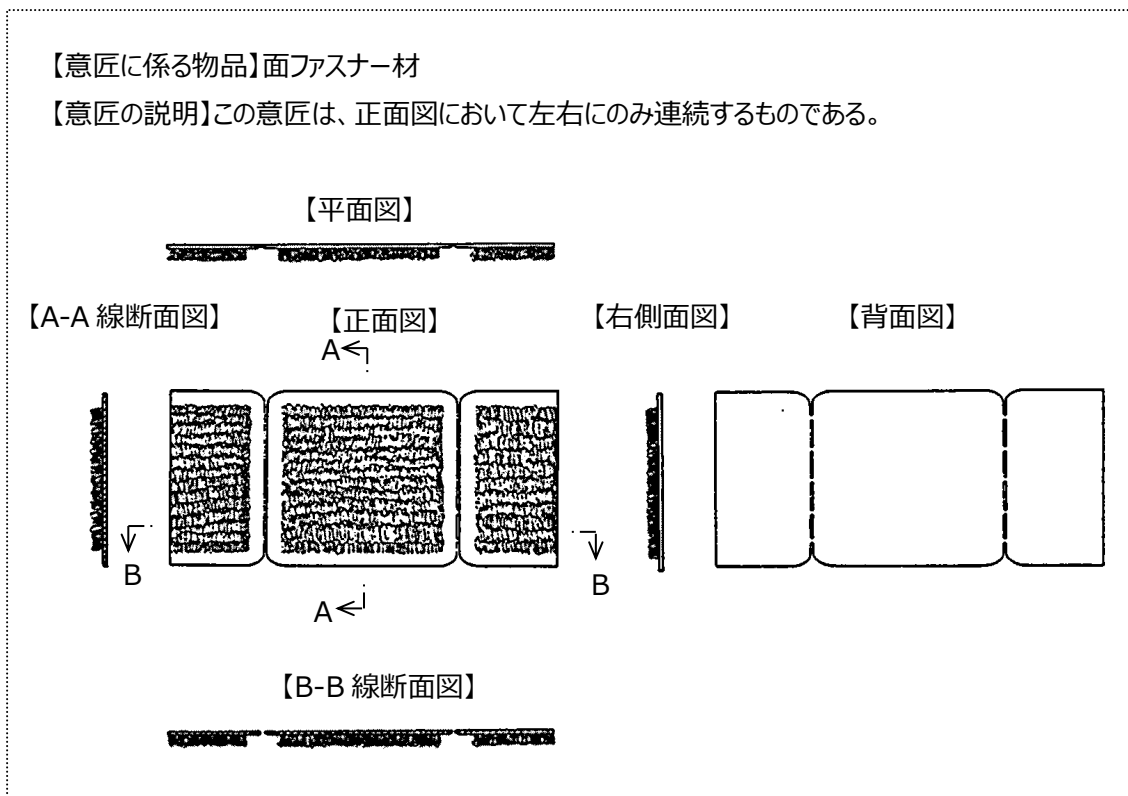 【意匠に係る物品】面ファスナー材
【意匠の説明】この意匠は、正面図において左右にのみ連続するものである。
【平面図】
【A-A 線断面図】
【正面図】
【右側面図】
【背面図】
A
B
B
A
【B-B 線断面図】